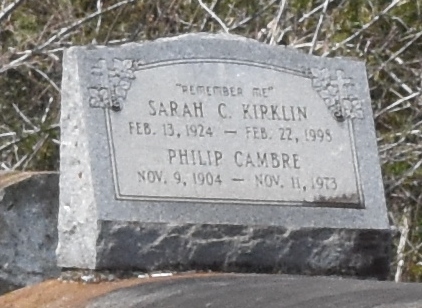 "REMEMBER ME"
SARAH C. KIRKLIN
FEB. 13, 1924 — FEB. 22, 1995
PHILIP CAMBRE
NOV. 9, 1904 — NOV. 11, 1973